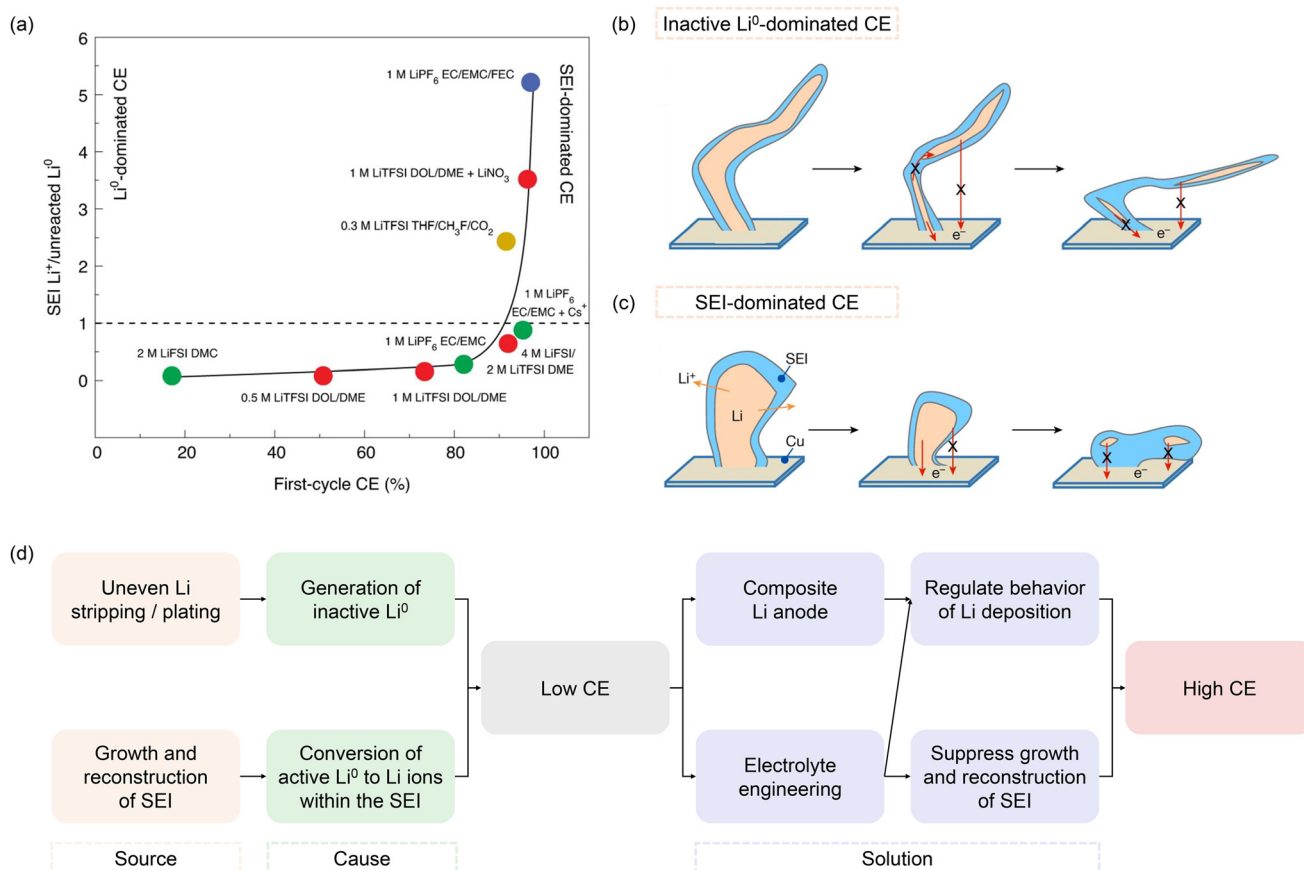 (a)
Li⁰-dominated CE
SEI-dominated CE
SEI Li⁺/unreacted Li⁰
6
5
4
3
2
1
0
0
20
40
60
80
100
First-cycle CE (%)
1 M LiPF₆ EC/EMC/FEC
1 M LiTFSI DOL/DME + LiNO₃
0.3 M LiTFSI THF/CH₃F/CO₂
1 M LiPF₆
EC/EMC + Cs⁺
2 M LiFSI DMC
1 M LiPF₆ EC/EMC
4 M LiFSI/
2 M LiTFSI DME
0.5 M LiTFSI DOL/DME
1 M LiTFSI DOL/DME
(b)
Inactive Li⁰-dominated CE
X
X
e⁻
X
X
e⁻
(c)
SEI-dominated CE
SEI
Li⁺
Li
Cu
X
e⁻
X
X
e⁻
(d)
Uneven Li
stripping / plating
Generation of
inactive Li⁰
Low CE
Composite
Li anode
Regulate behavior
of Li deposition
High CE
Growth and
reconstruction
of SEI
Conversion of
active Li⁰ to Li ions
within the SEI
Electrolyte
engineering
Suppress growth
and reconstruction
of SEI
Source
Cause
Solution